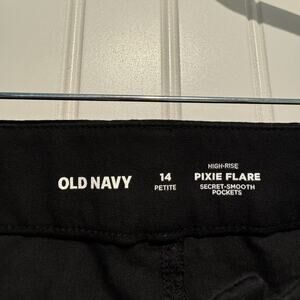 OLD NAVY
14
PETITE
HIGH-RISE
PIXIE FLARE
SECRET-SMOOTH
POCKETS